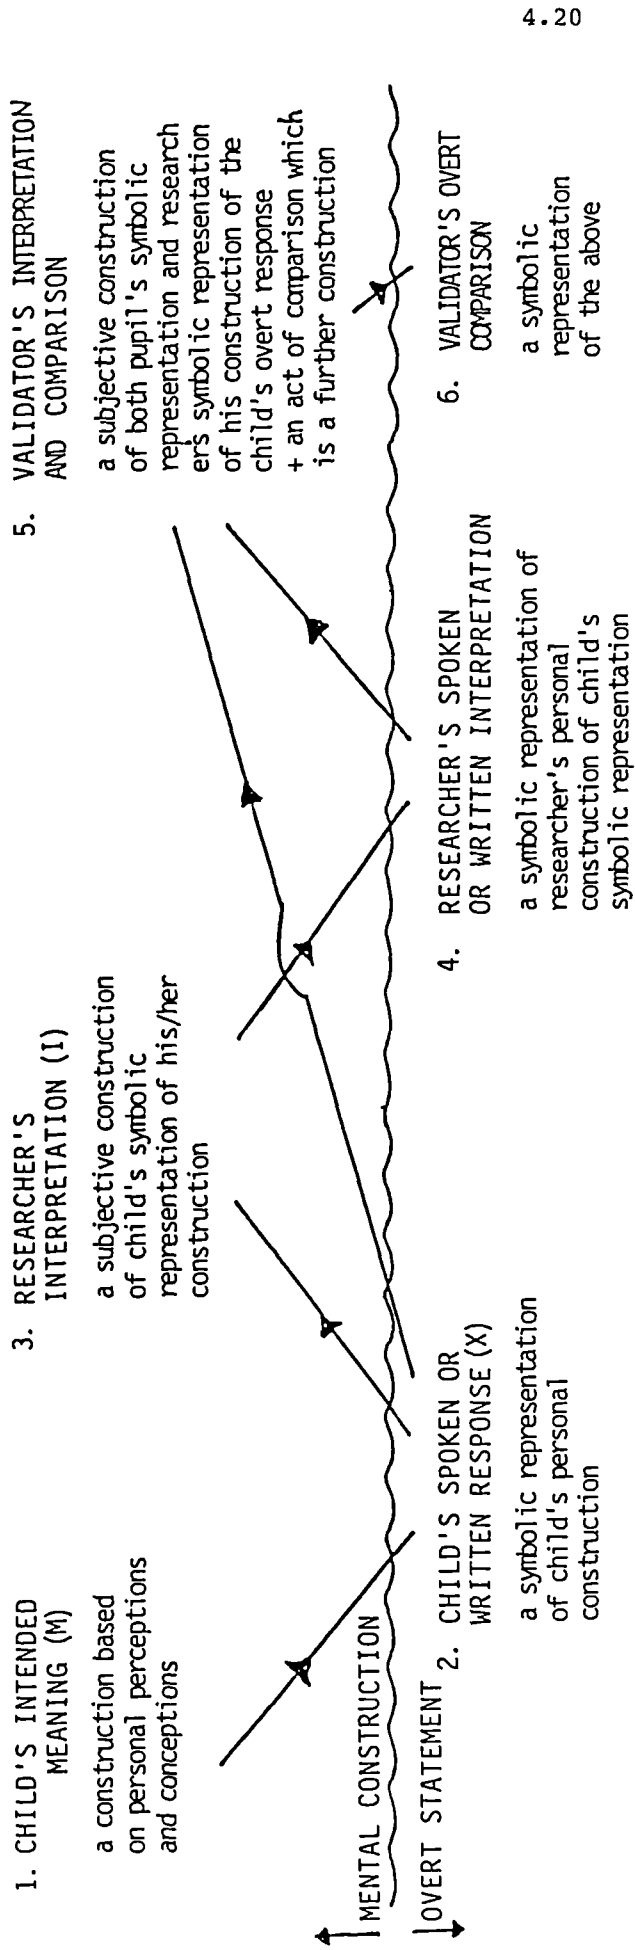 4.20
1. CHILD'S INTENDED
MEANING (M)
a construction based
on personal perceptions
and conceptions
3. RESEARCHER'S
INTERPRETATION (I)
a subjective construction
of child's symbolic
representation of his/her
construction
5. VALIDATOR'S INTERPRETATION
AND COMPARISON
a subjective construction
of both pupil's symbolic
representation and research
er's symbolic representation
of his construction of the
child's overt response
+ an act of comparison which
is a further construction
MENTAL CONSTRUCTION
OVERT STATEMENT
2. CHILD'S SPOKEN OR
WRITTEN RESPONSE (X)
a symbolic representation
of child's personal
construction
4. RESEARCHER'S SPOKEN
OR WRITTEN INTERPRETATION
a symbolic representation of
researcher's personal
construction of child's
symbolic representation
6. VALIDATOR'S OVERT
COMPARISON
a symbolic
representation
of the above